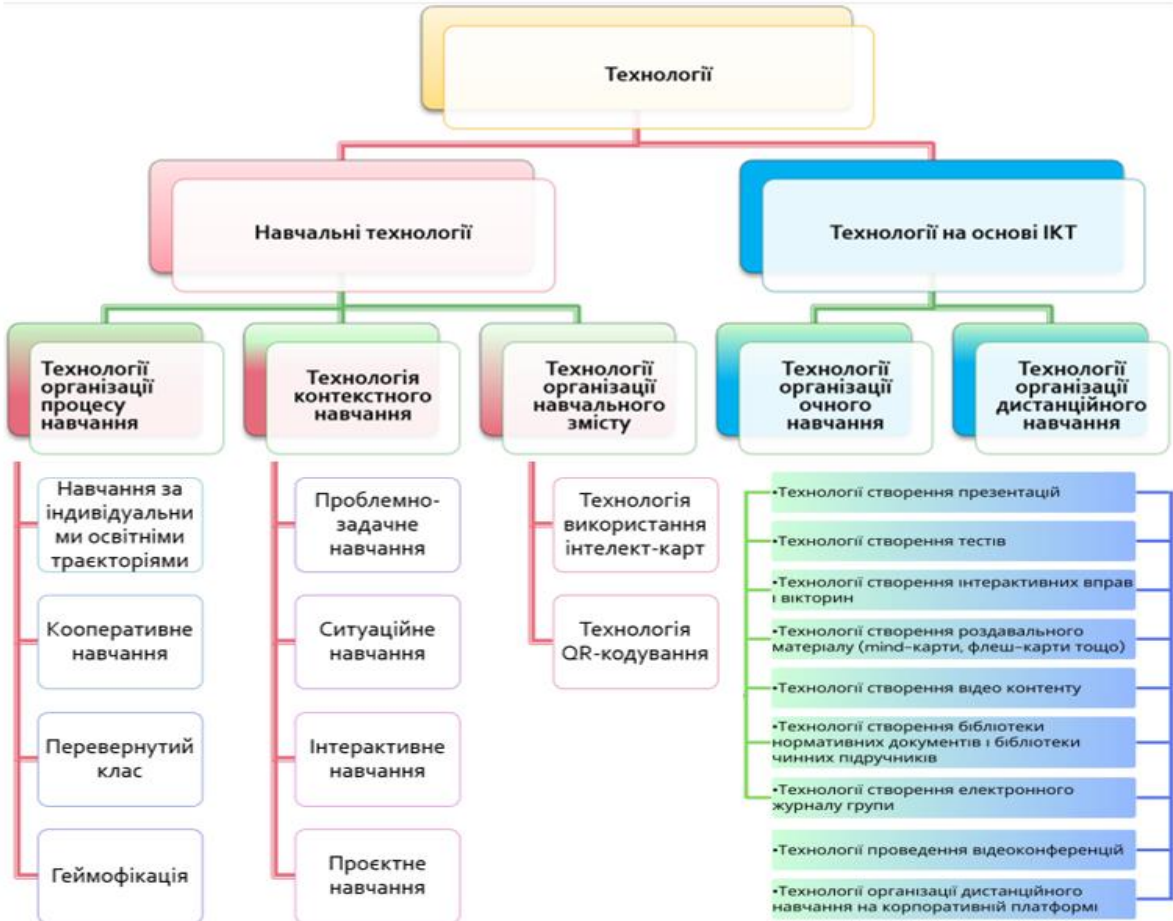 Технології
Навчальні технології
Технології на основі ІКТ
Технології
організації
процесу
навчання
Технологія
контекстного
навчання
Технології
організації
навчального
змісту
Технології
організації
очного
навчання
Технології
організації
дистанційного
навчання
Навчання за
індивідуальни
ми освітніми
траєкторіями
Кооперативне
навчання
Перевернутий
клас
Геймофікація
Проблемно-
задачне
навчання
Ситуаційне
навчання
Інтерактивне
навчання
Проєктне
навчання
Технологія
використання
інтелект-карт
Технологія
QR-кодування
•Технології створення презентацій
•Технології створення тестів
•Технології створення інтерактивних вправ
і вікторин
•Технології створення роздавального
матеріалу (mind-карти, флеш-карти тощо)
•Технології створення відео контенту
•Технології створення бібліотеки
нормативних документів і бібліотеки
чинних підручників
•Технології створення електронного
журналу групи
•Технології проведення відеоконференцій
•Технології організації дистанційного
навчання на корпоративній платформі